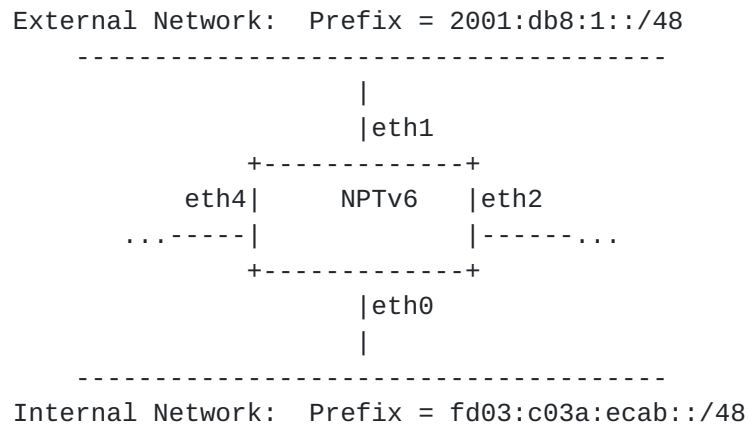 External Network:  Prefix = 2001:db8:1::/48
    --------------------------------------
                       |
                       |eth1
                +-------------+
            eth4|     NPTv6   |eth2
        ...-----|             |------...
                +-------------+
                       |eth0
                       |
    --------------------------------------
Internal Network:  Prefix = fd03:c03a:ecab::/48